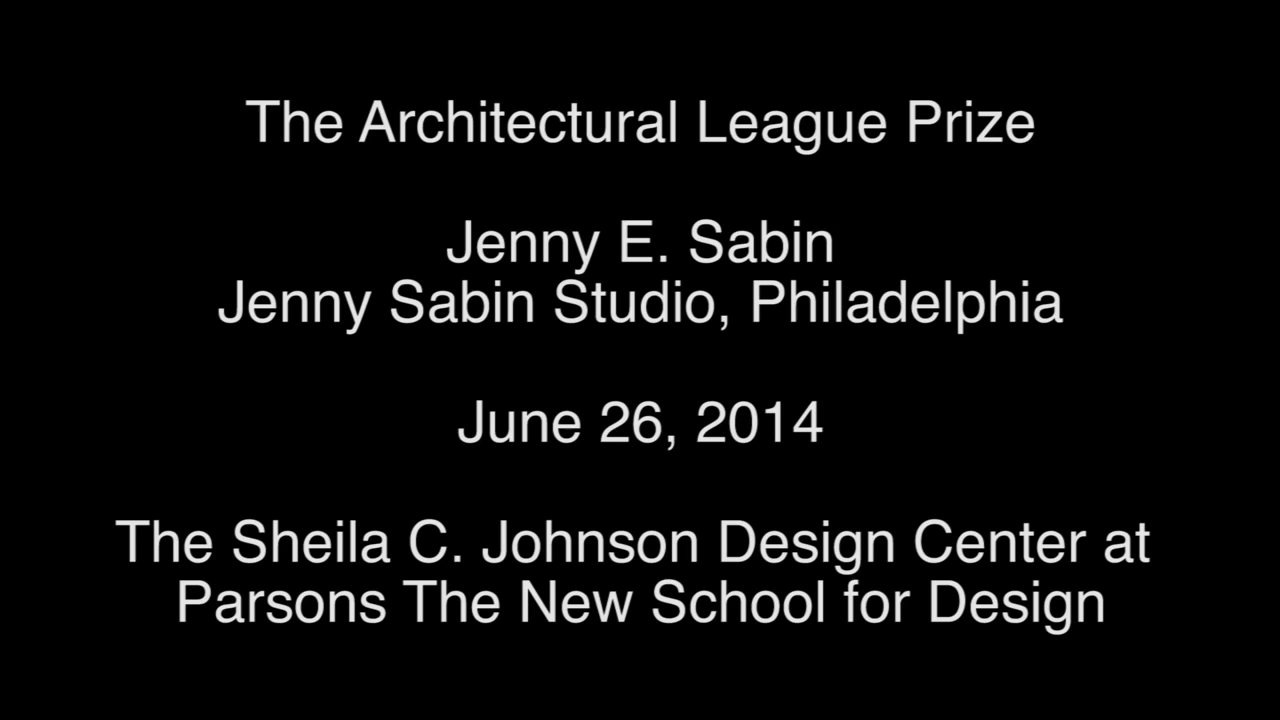 The Architectural League Prize
Jenny E. Sabin
Jenny Sabin Studio, Philadelphia
June 26, 2014
The Sheila C. Johnson Design Center at
Parsons The New School for Design